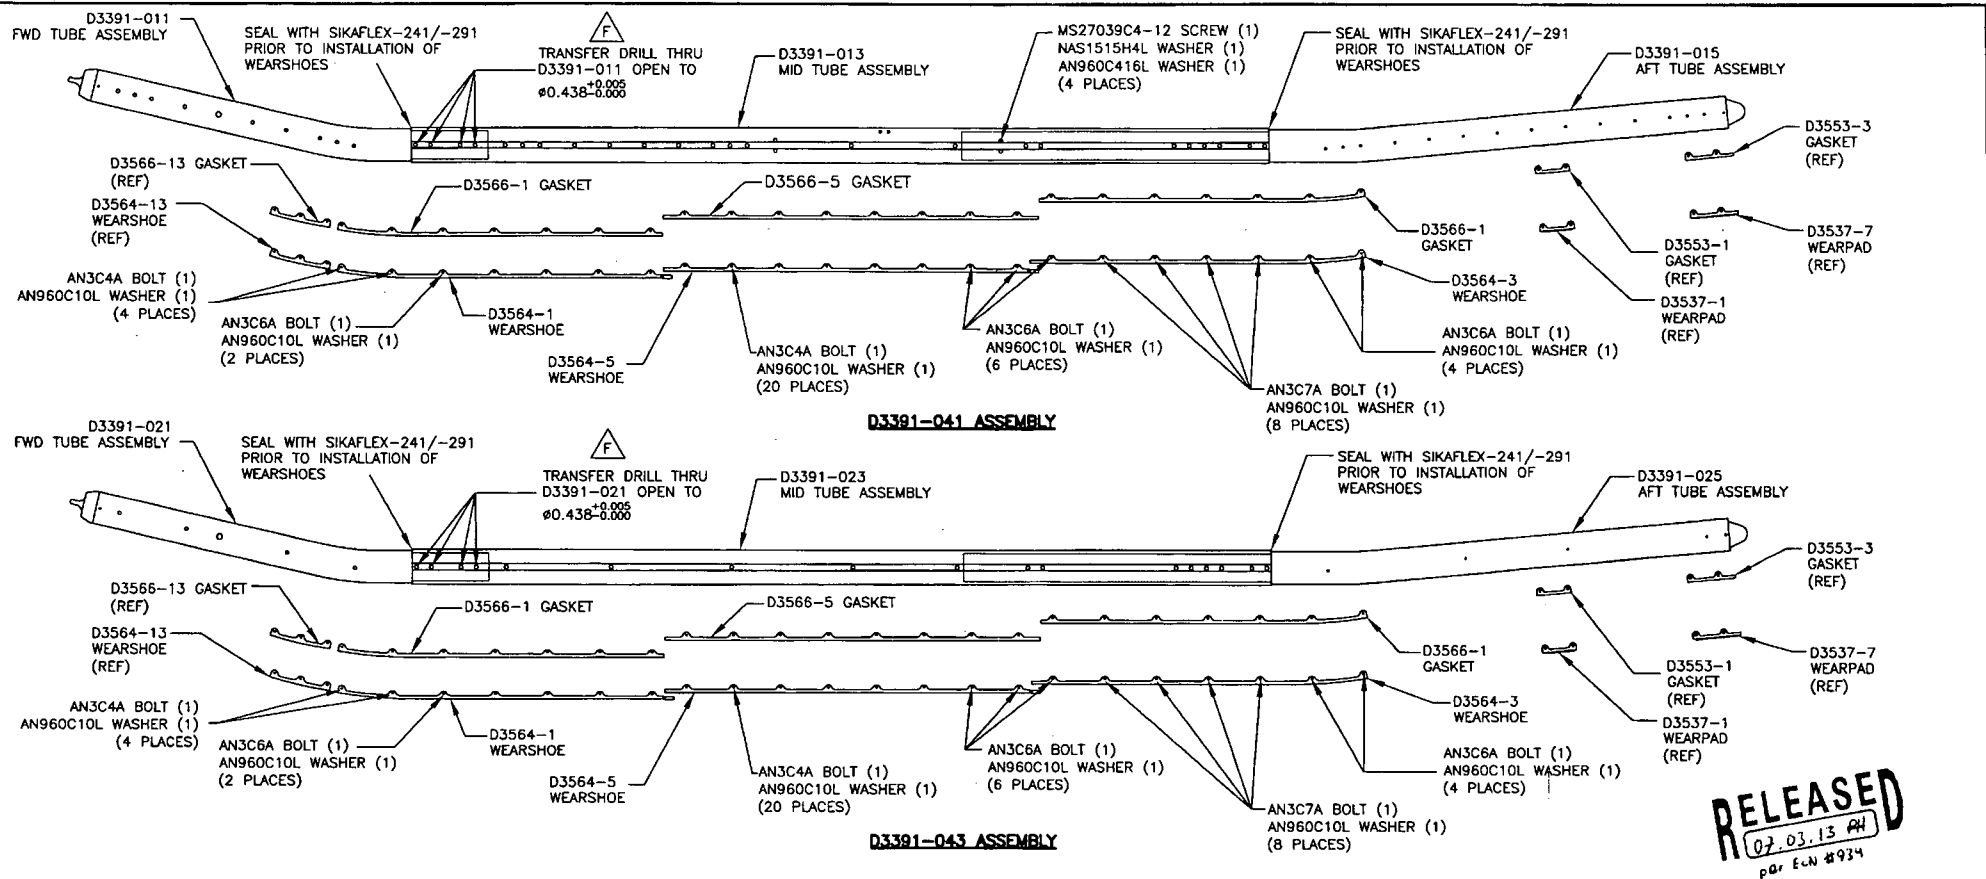 D3391-011
FWD TUBE ASSEMBLY
SEAL WITH SIKAFLEX-241/-291
PRIOR TO INSTALLATION OF
WEARSHOES
F
TRANSFER DRILL THRU
D3391-011 OPEN TO
ø0.438+0.005-0.000
D3391-013
MID TUBE ASSEMBLY
MS27039C4-12 SCREW (1)
NAS1515H4L WASHER (1)
AN960C416L WASHER (1)
(4 PLACES)
SEAL WITH SIKAFLEX-241/-291
PRIOR TO INSTALLATION OF
WEARSHOES
D3391-015
AFT TUBE ASSEMBLY
D3553-3
GASKET
(REF)
D3566-13 GASKET
(REF)
D3564-13
WEARSHOE
(REF)
D3566-1 GASKET
D3566-5 GASKET
D3566-1
GASKET
D3553-1
GASKET
(REF)
D3537-7
WEARPAD
(REF)
AN3C4A BOLT (1)
AN960C10L WASHER (1)
(4 PLACES)
AN3C6A BOLT (1)
AN960C10L WASHER (1)
(2 PLACES)
D3564-1
WEARSHOE
D3564-5
WEARSHOE
AN3C4A BOLT (1)
AN960C10L WASHER (1)
(20 PLACES)
AN3C6A BOLT (1)
AN960C10L WASHER (1)
(6 PLACES)
D3564-3
WEARSHOE
D3537-1
WEARPAD
(REF)
AN3C6A BOLT (1)
AN960C10L WASHER (1)
(4 PLACES)
AN3C7A BOLT (1)
AN960C10L WASHER (1)
(8 PLACES)
D3391-041 ASSEMBLY
D3391-021
FWD TUBE ASSEMBLY
SEAL WITH SIKAFLEX-241/-291
PRIOR TO INSTALLATION OF
WEARSHOES
F
TRANSFER DRILL THRU
D3391-021 OPEN TO
ø0.438+0.005-0.000
D3391-023
MID TUBE ASSEMBLY
SEAL WITH SIKAFLEX-241/-291
PRIOR TO INSTALLATION OF
WEARSHOES
D3391-025
AFT TUBE ASSEMBLY
D3553-3
GASKET
(REF)
D3566-13 GASKET
(REF)
D3564-13
WEARSHOE
(REF)
D3566-1 GASKET
D3566-5 GASKET
D3566-1
GASKET
D3553-1
GASKET
(REF)
D3537-7
WEARPAD
(REF)
AN3C4A BOLT (1)
AN960C10L WASHER (1)
(4 PLACES)
AN3C6A BOLT (1)
AN960C10L WASHER (1)
(2 PLACES)
D3564-1
WEARSHOE
D3564-5
WEARSHOE
AN3C4A BOLT (1)
AN960C10L WASHER (1)
(20 PLACES)
AN3C6A BOLT (1)
AN960C10L WASHER (1)
(6 PLACES)
D3564-3
WEARSHOE
D3537-1
WEARPAD
(REF)
AN3C6A BOLT (1)
AN960C10L WASHER (1)
(4 PLACES)
AN3C7A BOLT (1)
AN960C10L WASHER (1)
(8 PLACES)
D3391-043 ASSEMBLY
RELEASED
07.03.13 PH
per ECN #934